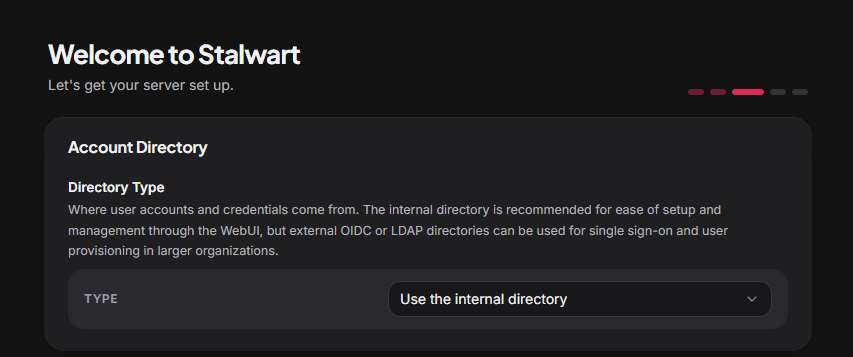 Welcome to Stalwart
Let's get your server set up.
Account Directory
Directory Type
Where user accounts and credentials come from. The internal directory is recommended for ease of setup and
management through the WebUI, but external OIDC or LDAP directories can be used for single sign-on and user
provisioning in larger organizations.
TYPE
Use the internal directory